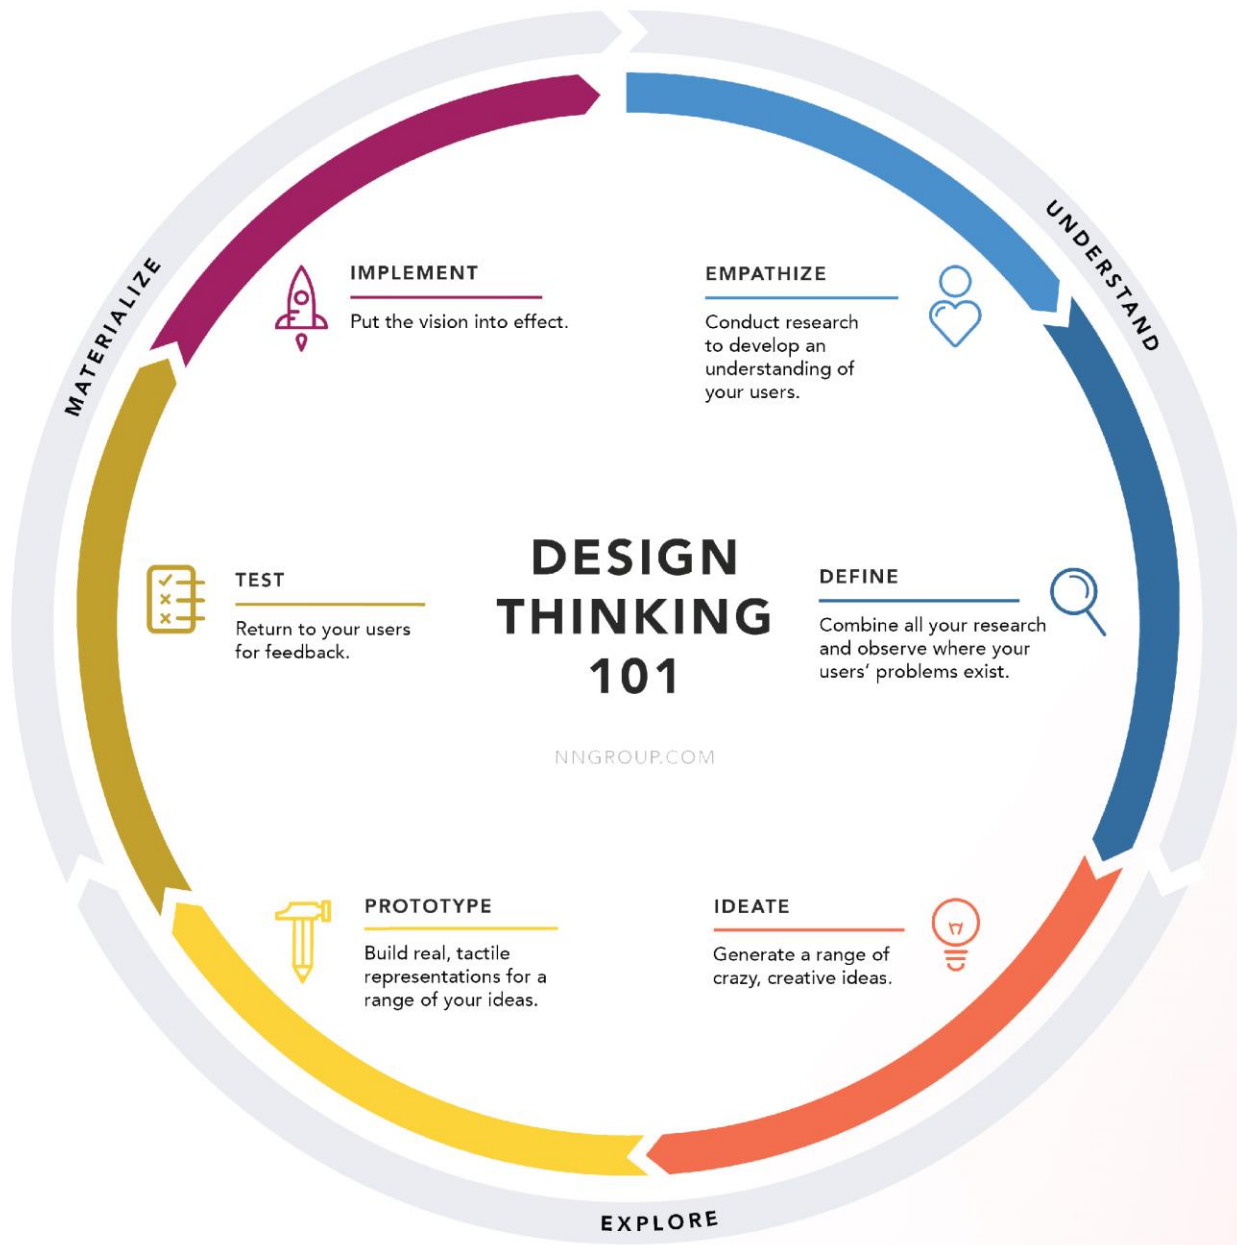 UNDERSTAND
EMPATHIZE
Conduct research
to develop an
understanding of
your users.
DEFINE
Combine all your research
and observe where your
users’ problems exist.
IDEATE
Generate a range of
crazy, creative ideas.
EXPLORE
PROTOTYPE
Build real, tactile
representations for a
range of your ideas.
TEST
Return to your users
for feedback.
MATERIALIZE
IMPLEMENT
Put the vision into effect.
DESIGN
THINKING
101
NNGROUP.COM